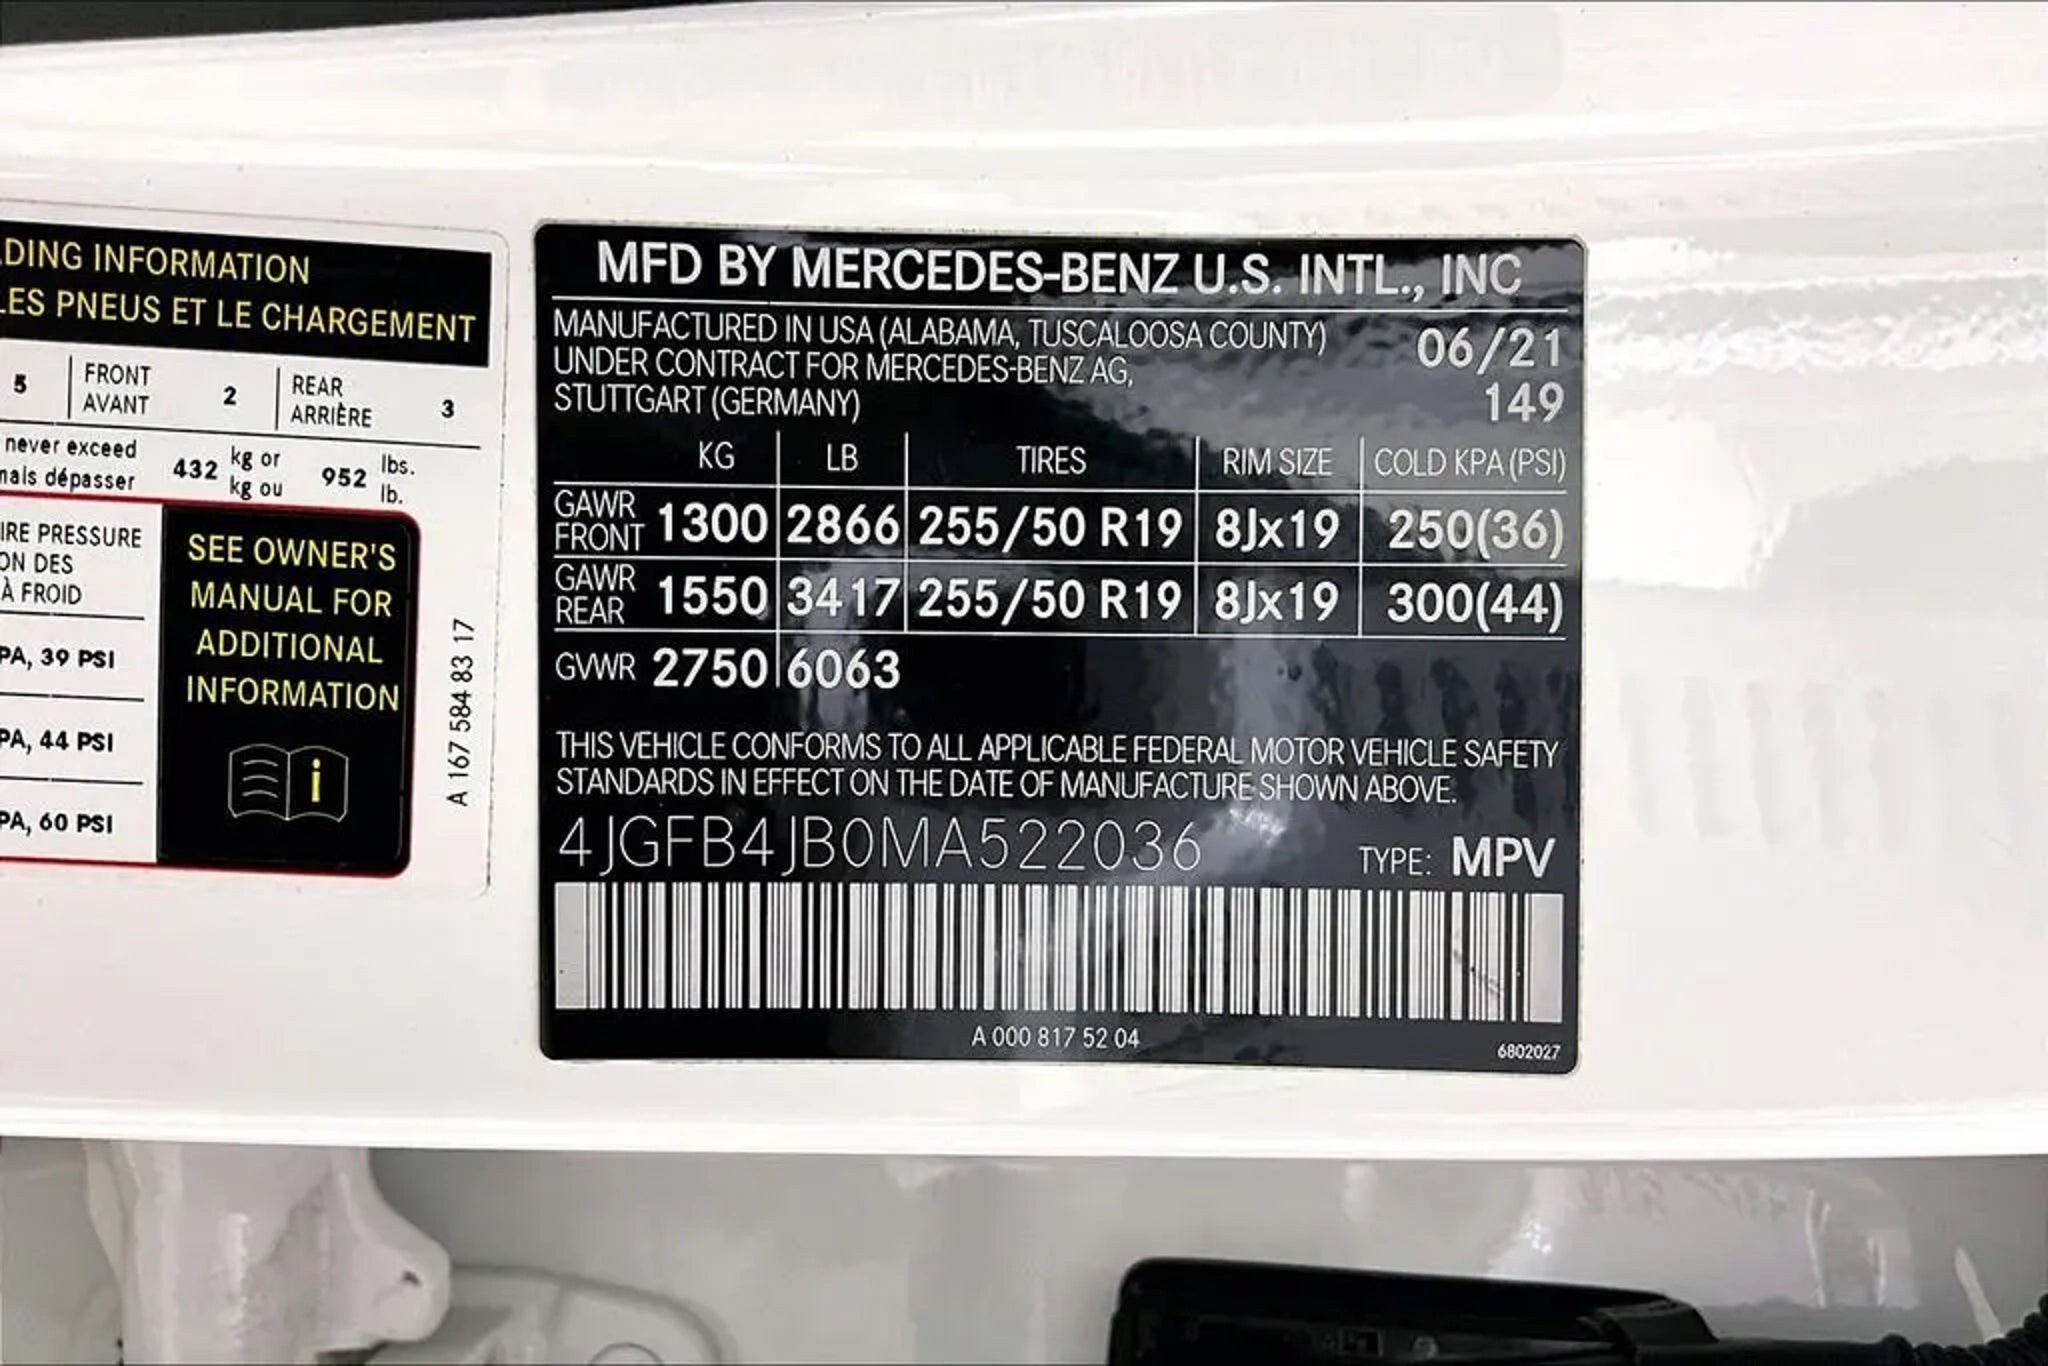 DING INFORMATION
LES PNEUS ET LE CHARGEMENT
5 FRONT AVANT 2 REAR ARRIÈRE 3
never exceed
mais dépasser 432 kg or kg ou 952 lbs. lb.
IRE PRESSURE
ON DES
À FROID
PA, 39 PSI
PA, 44 PSI
PA, 60 PSI
SEE OWNER'S
MANUAL FOR
ADDITIONAL
INFORMATION
i
A 167 584 83 17
MFD BY MERCEDES-BENZ U.S. INTL., INC
MANUFACTURED IN USA (ALABAMA, TUSCALOOSA COUNTY) 06/21
UNDER CONTRACT FOR MERCEDES-BENZ AG,
STUTTGART (GERMANY) 149
KG LB TIRES RIM SIZE COLD KPA (PSI)
GAWR FRONT 1300 2866 255/50 R19 8Jx19 250(36)
GAWR REAR 1550 3417 255/50 R19 8Jx19 300(44)
GVWR 2750 6063
THIS VEHICLE CONFORMS TO ALL APPLICABLE FEDERAL MOTOR VEHICLE SAFETY
STANDARDS IN EFFECT ON THE DATE OF MANUFACTURE SHOWN ABOVE.
4JGFB4JB0MA522036 TYPE: MPV
A 000 817 52 04
6802027